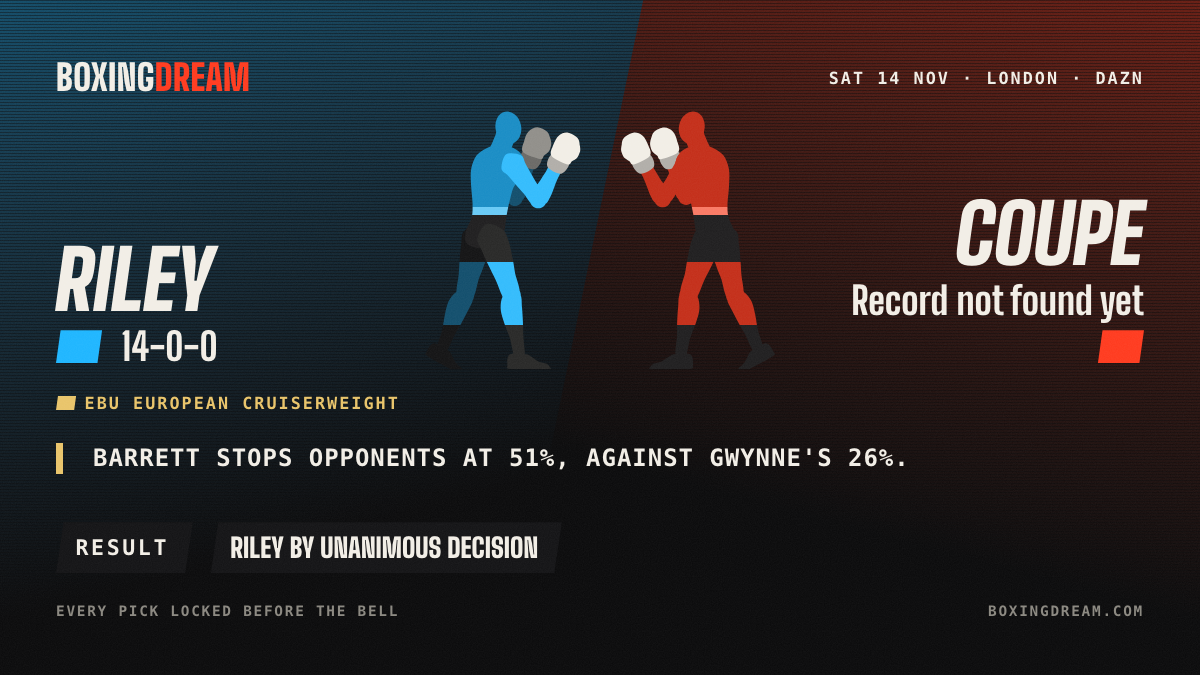 BOXINGDREAM
SAT 14 NOV · LONDON · DAZN
RILEY
14-0-0
COUPE
Record not found yet
EBU EUROPEAN CRUISERWEIGHT
BARRETT STOPS OPPONENTS AT 51%, AGAINST GWYNNE'S 26%.
RESULT
RILEY BY UNANIMOUS DECISION
EVERY PICK LOCKED BEFORE THE BELL
BOXINGDREAM.COM